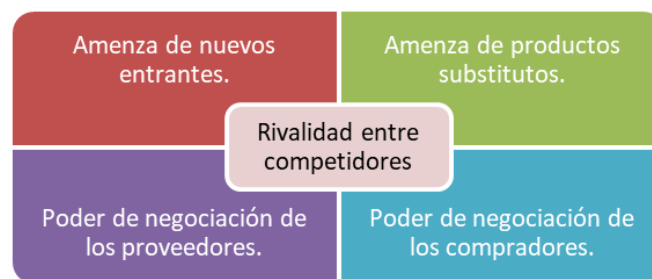 Amenza de nuevos
entrantes.
Amenza de productos
substitutos.
Rivalidad entre
competidores
Poder de negociación de
los proveedores.
Poder de negociación de
los compradores.